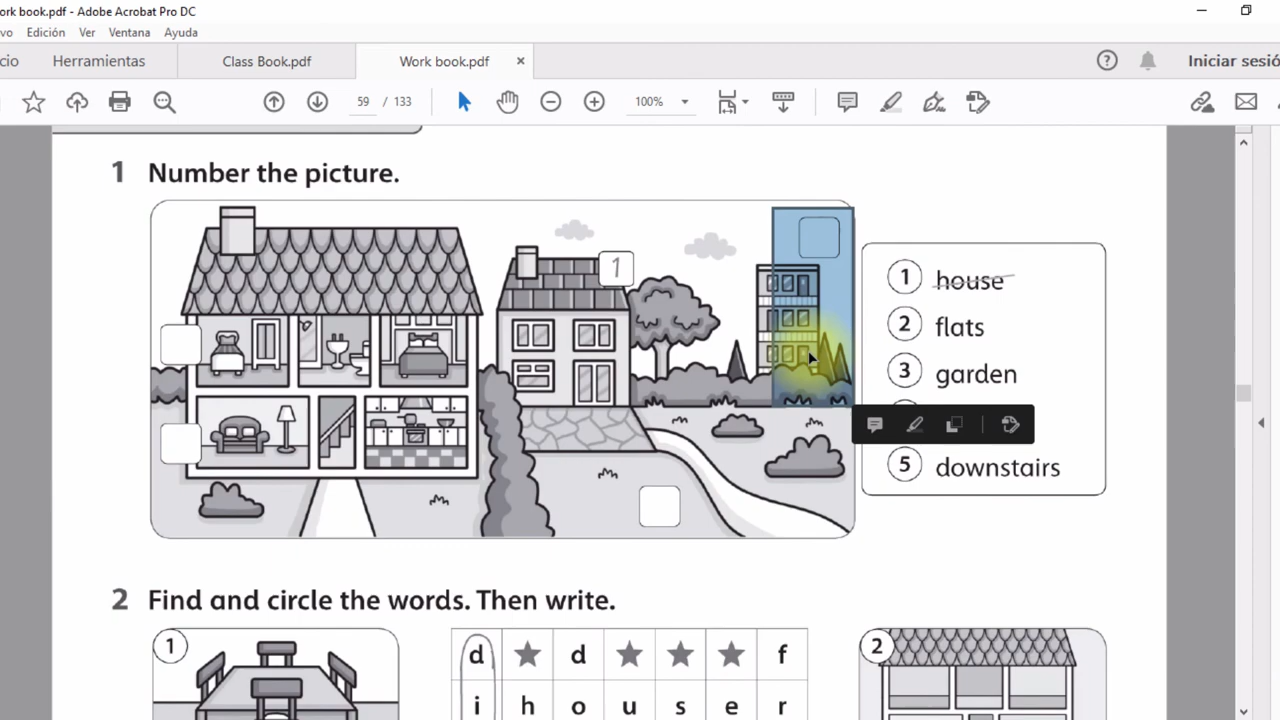 ork book.pdf - Adobe Acrobat Pro DC
vo Edición Ver Ventana Ayuda
cio Herramientas Class Book.pdf Work book.pdf × ? Iniciar sesió
59 / 133 100%
1 Number the picture.
1
1 house
2 flats
3 garden
5 downstairs
2 Find and circle the words. Then write.
1
d ★ d ★ ★ ★ f
i h o u s e r
2